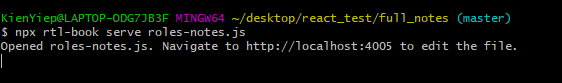 KienYiep@LAPTOP-ODG7JB3F MINGW64 ~/desktop/react_test/full_notes (master)
$ npx rtl-book serve roles-notes.js
Opened roles-notes.js. Navigate to http://localhost:4005 to edit the file.